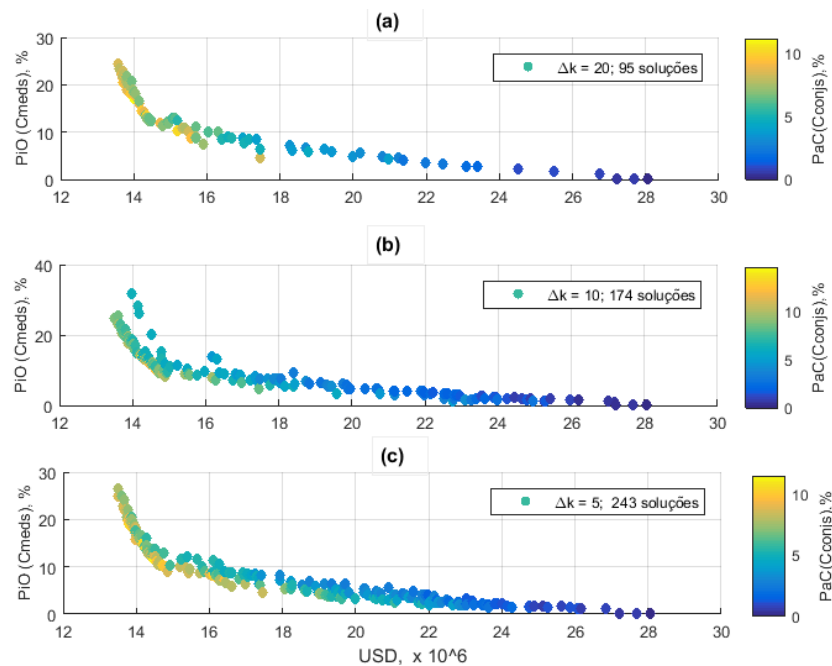 (a)
PiO (Cmeds), %
30
20
10
0
12 14 16 18 20 22 24 26 28 30
Δk = 20; 95 soluções
10
5
0
PaC(Cconjs),(%)
(b)
PiO (Cmeds), %
40
20
0
12 14 16 18 20 22 24 26 28 30
Δk = 10; 174 soluções
10
5
0
PaC(Cconjs),%
(c)
PiO (Cmeds), %
30
20
10
0
12 14 16 18 20 22 24 26 28 30
Δk = 5; 243 soluções
10
5
0
PaC(Cconjs),%
USD, x 10^6